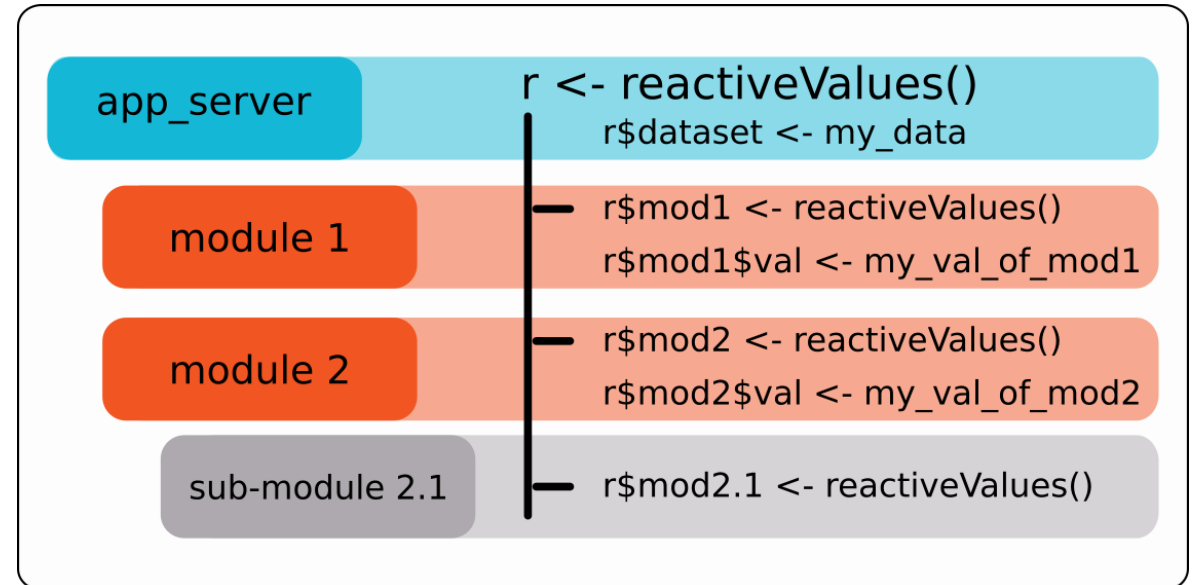 app_server
r <- reactiveValues()
r$dataset <- my_data
module 1
r$mod1 <- reactiveValues()
r$mod1$val <- my_val_of_mod1
module 2
r$mod2 <- reactiveValues()
r$mod2$val <- my_val_of_mod2
sub-module 2.1
r$mod2.1 <- reactiveValues()